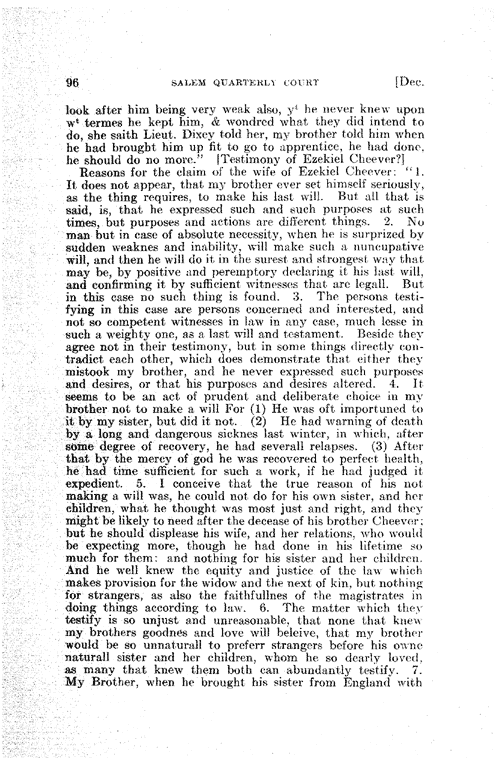 96 SALEM QUARTERLY COURT [Dec.
look after him being very weak also, yᵗ he never knew upon
wᵗ termes he kept him, & wondred what they did intend to
do, she saith Lieut. Dixey told her, my brother told him when
he had brought him up fit to go to apprentice, he had done,
he should do no more." [Testimony of Ezekiel Cheever?]
Reasons for the claim of the wife of Ezekiel Cheever: "1.
It does not appear, that my brother ever set himself seriously,
as the thing requires, to make his last will. But all that is
said, is, that he expressed such and such purposes at such
times, but purposes and actions are different things. 2. No
man but in case of absolute necessity, when he is surprized by
sudden weaknes and inability, will make such a nuncupative
will, and then he will do it in the surest and strongest way that
may be, by positive and peremptory declaring it his last will,
and confirming it by sufficient witnesses that are legall. But
in this case no such thing is found. 3. The persons testi-
fying in this case are persons concerned and interested, and
not so competent witnesses in law in any case, much lesse in
such a weighty one, as a last will and testament. Beside they
agree not in their testimony, but in some things directly con-
tradict each other, which does demonstrate that either they
mistook my brother, and he never expressed such purposes
and desires, or that his purposes and desires altered. 4. It
seems to be an act of prudent and deliberate choice in my
brother not to make a will For (1) He was oft importuned to
it by my sister, but did it not. (2) He had warning of death
by a long and dangerous sicknes last winter, in which, after
some degree of recovery, he had severall relapses. (3) After
that by the mercy of god he was recovered to perfect health,
he had time sufficient for such a work, if he had judged it
expedient. 5. I conceive that the true reason of his not
making a will was, he could not do for his own sister, and her
children, what he thought was most just and right, and they
might be likely to need after the decease of his brother Cheever;
but he should displease his wife, and her relations, who would
be expecting more, though he had done in his lifetime so
much for them: and nothing for his sister and her children.
And he well knew the equity and justice of the law which
makes provision for the widow and the next of kin, but nothing
for strangers, as also the faithfullnes of the magistrates in
doing things according to law. 6. The matter which they
testify is so unjust and unreasonable, that none that knew
my brothers goodnes and love will beleive, that my brother
would be so unnaturall to preferr strangers before his owne
naturall sister and her children, whom he so dearly loved,
as many that knew them both can abundantly testify. 7.
My Brother, when he brought his sister from England with